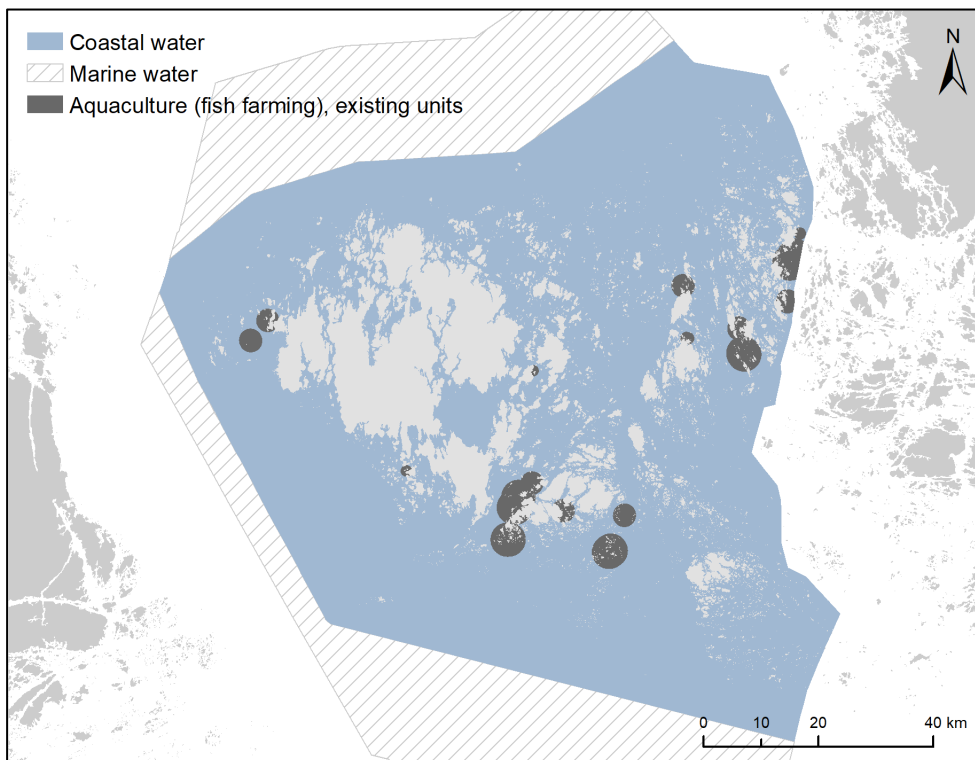 Coastal water
Marine water
Aquaculture (fish farming), existing units
N
0 10 20 40 km